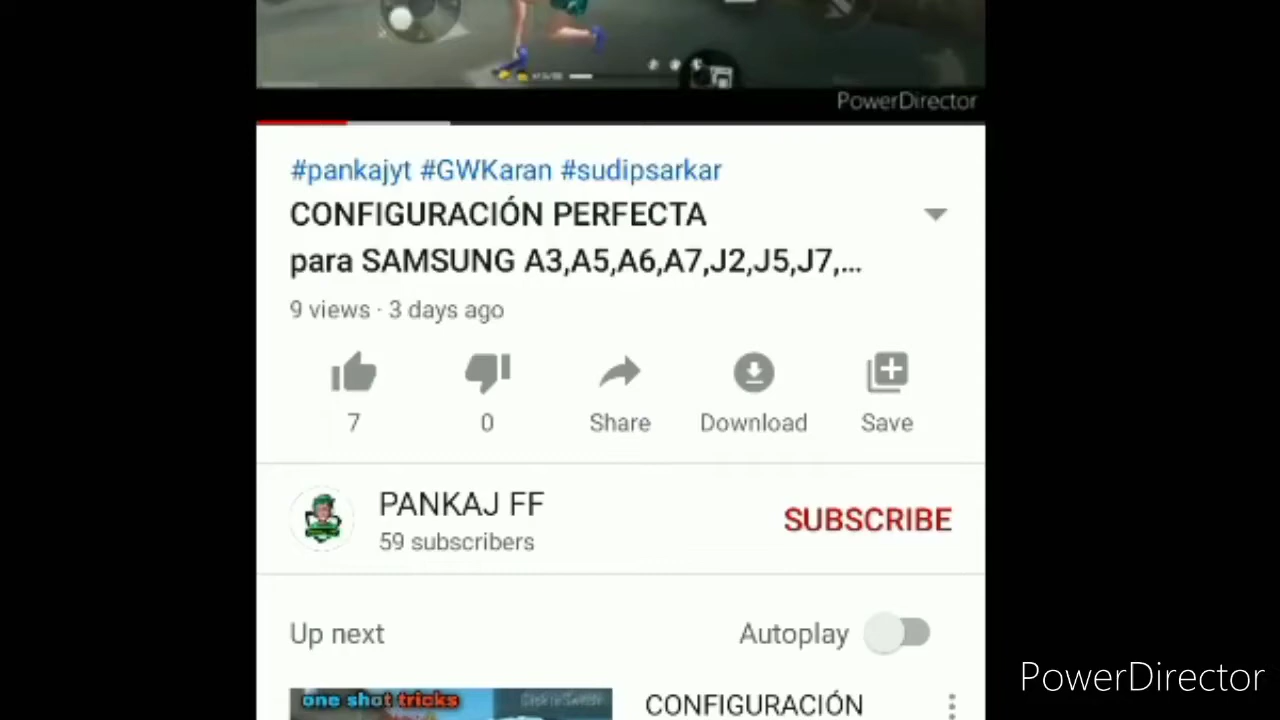 PowerDirector
#pankajyt #GWKaran #sudipsarkar
CONFIGURACIÓN PERFECTA
para SAMSUNG A3,A5,A6,A7,J2,J5,J7,...
9 views · 3 days ago
7
0
Share
Download
Save
PANKAJ FF
59 subscribers
SUBSCRIBE
Up next
Autoplay
PowerDirector
one shot tricks
CONFIGURACIÓN